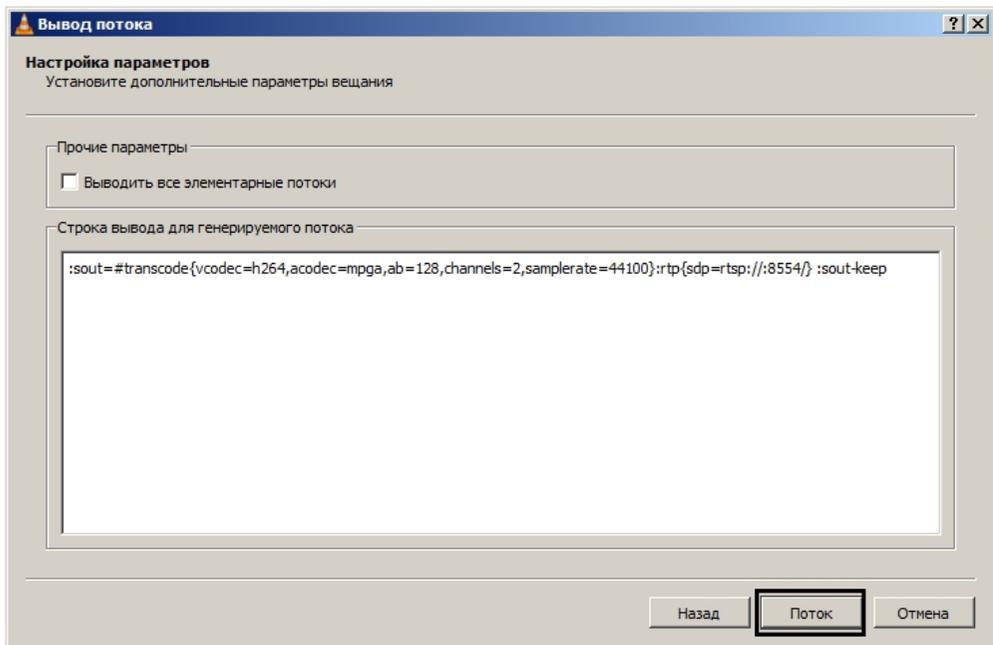 Вывод потока
Настройка параметров
Установите дополнительные параметры вещания
Прочие параметры
Выводить все элементарные потоки
Строка вывода для генерируемого потока
:sout=#transcode{vcodec=h264,acodec=mpga,ab=128,channels=2,samplerate=44100}:rtp{sdp=rtsp://:8554/} :sout-keep
Назад Поток Отмена